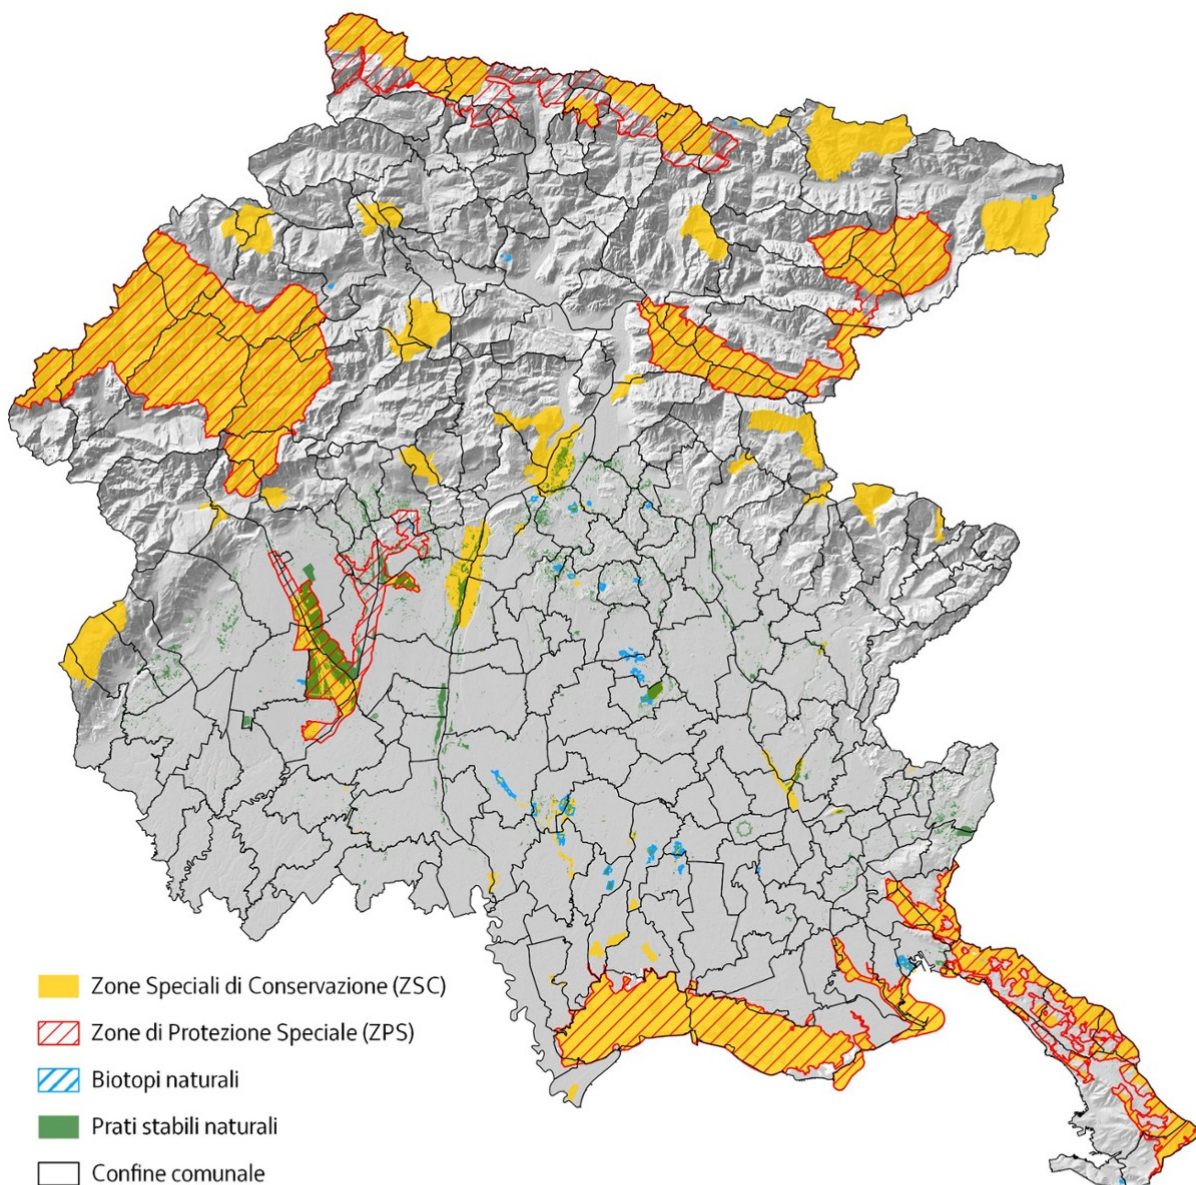 Zone Speciali di Conservazione (ZSC)
Zone di Protezione Speciale (ZPS)
Biotopi naturali
Prati stabili naturali
Confine comunale